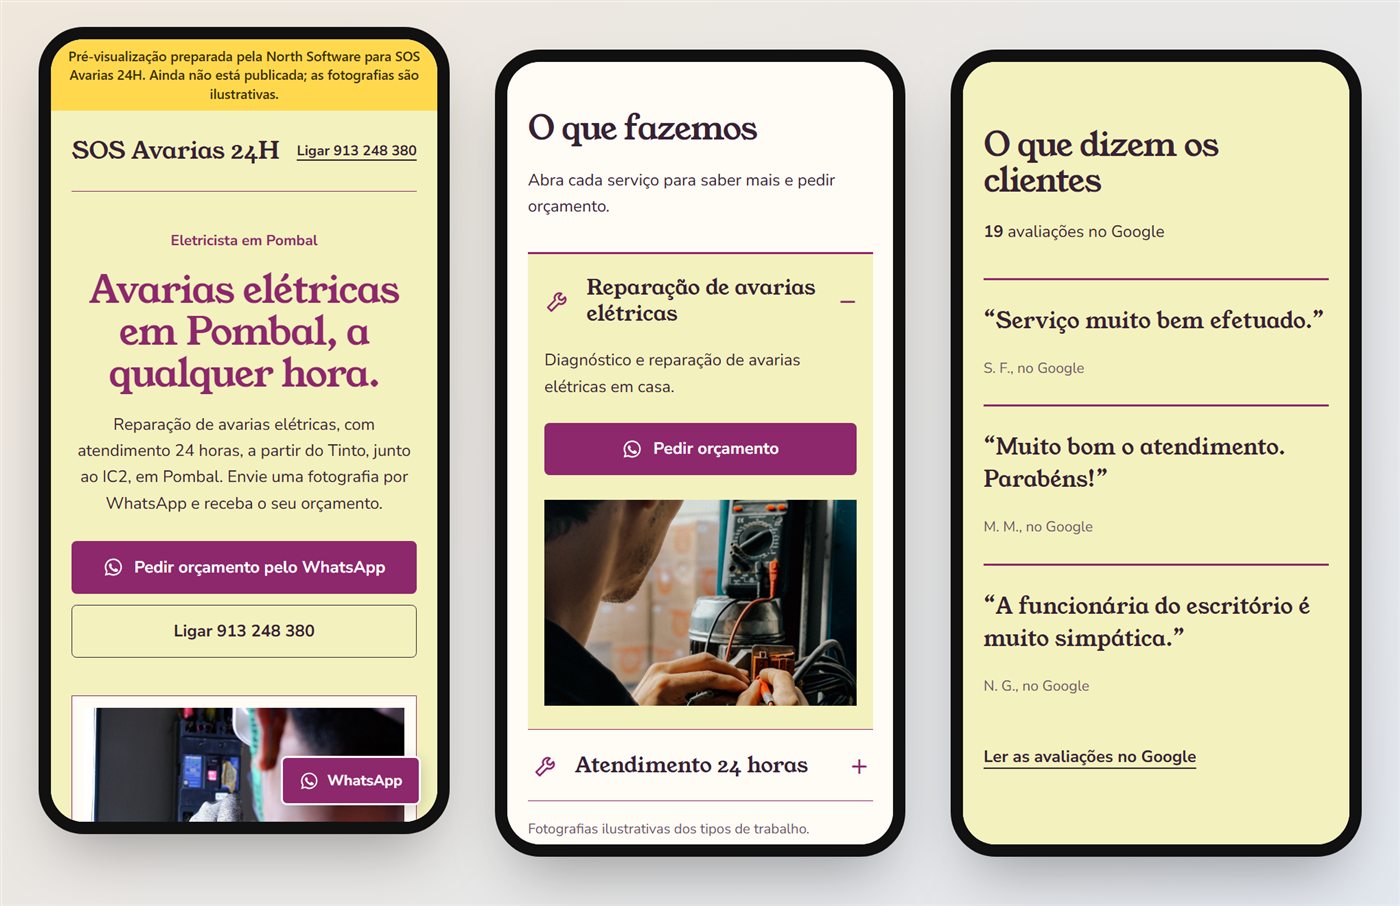 Pré-visualização preparada pela North Software para SOS
Avarias 24H. Ainda não está publicada; as fotografias são
ilustrativas.
SOS Avarias 24H
Ligar 913 248 380
Eletricista em Pombal
Avarias elétricas
em Pombal, a
qualquer hora.
Reparação de avarias elétricas, com
atendimento 24 horas, a partir do Tinto, junto
ao IC2, em Pombal. Envie uma fotografia por
WhatsApp e receba o seu orçamento.
Pedir orçamento pelo WhatsApp
Ligar 913 248 380
WhatsApp
O que fazemos
Abra cada serviço para saber mais e pedir
orçamento.
Reparação de avarias
elétricas
Diagnóstico e reparação de avarias
elétricas em casa.
Pedir orçamento
Atendimento 24 horas
Fotografias ilustrativas dos tipos de trabalho.
O que dizem os
clientes
19 avaliações no Google
“Serviço muito bem efetuado.”
S. F., no Google
“Muito bom o atendimento.
Parabéns!”
M. M., no Google
“A funcionária do escritório é
muito simpática.”
N. G., no Google
Ler as avaliações no Google